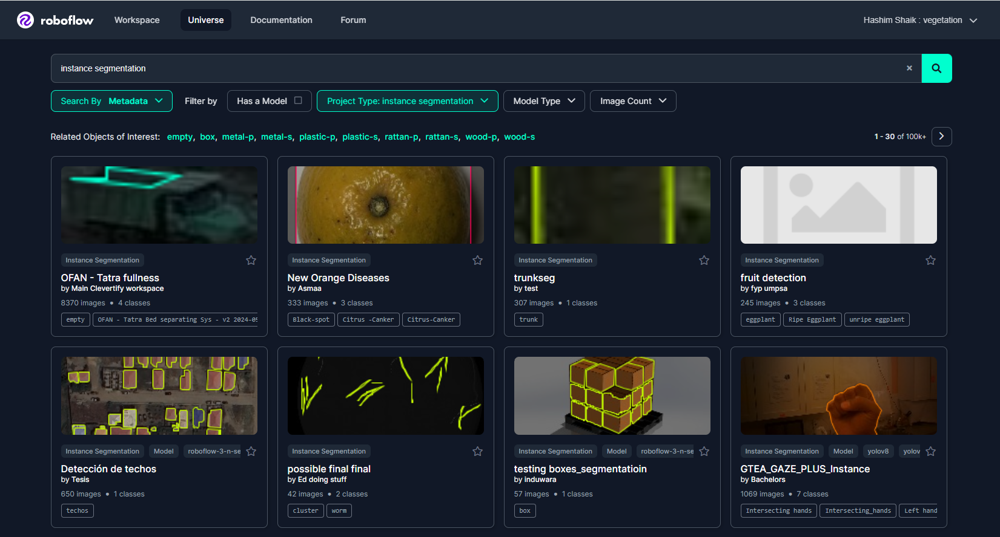 roboflow Workspace Universe Documentation Forum Hashim Shaik : vegetation
instance segmentation ×
Search By Metadata Filter by Has a Model Project Type: instance segmentation Model Type Image Count
Related Objects of Interest: empty, box, metal-p, metal-s, plastic-p, plastic-s, rattan-p, rattan-s, wood-p, wood-s 1 - 30 of 100k+
Instance Segmentation
OFAN - Tatra fullness
by Main Clevertify workspace
8370 images • 4 classes
empty OFAN - Tatra Bed separating Sys - v2 2024-05
Instance Segmentation
New Orange Diseases
by Asmaa
333 images • 3 classes
Black-spot Citrus -Canker Citrus-Canker
Instance Segmentation
trunkseg
by test
307 images • 1 classes
trunk
Instance Segmentation
fruit detection
by fyp umpsa
245 images • 3 classes
eggplant Ripe Eggplant unripe eggplant
Instance Segmentation Model roboflow-3-n-se
Detección de techos
by Tesis
650 images • 1 classes
techos
Instance Segmentation
possible final final
by Ed doing stuff
42 images • 2 classes
cluster worm
Instance Segmentation Model roboflow-3-n-se
testing boxes_segmentatioin
by induwara
57 images • 1 classes
box
Instance Segmentation Model yolov8 yolov
GTEA_GAZE_PLUS_Instance
by Bachelors
1069 images • 7 classes
Intersecting hands Intersecting_hands Left hand